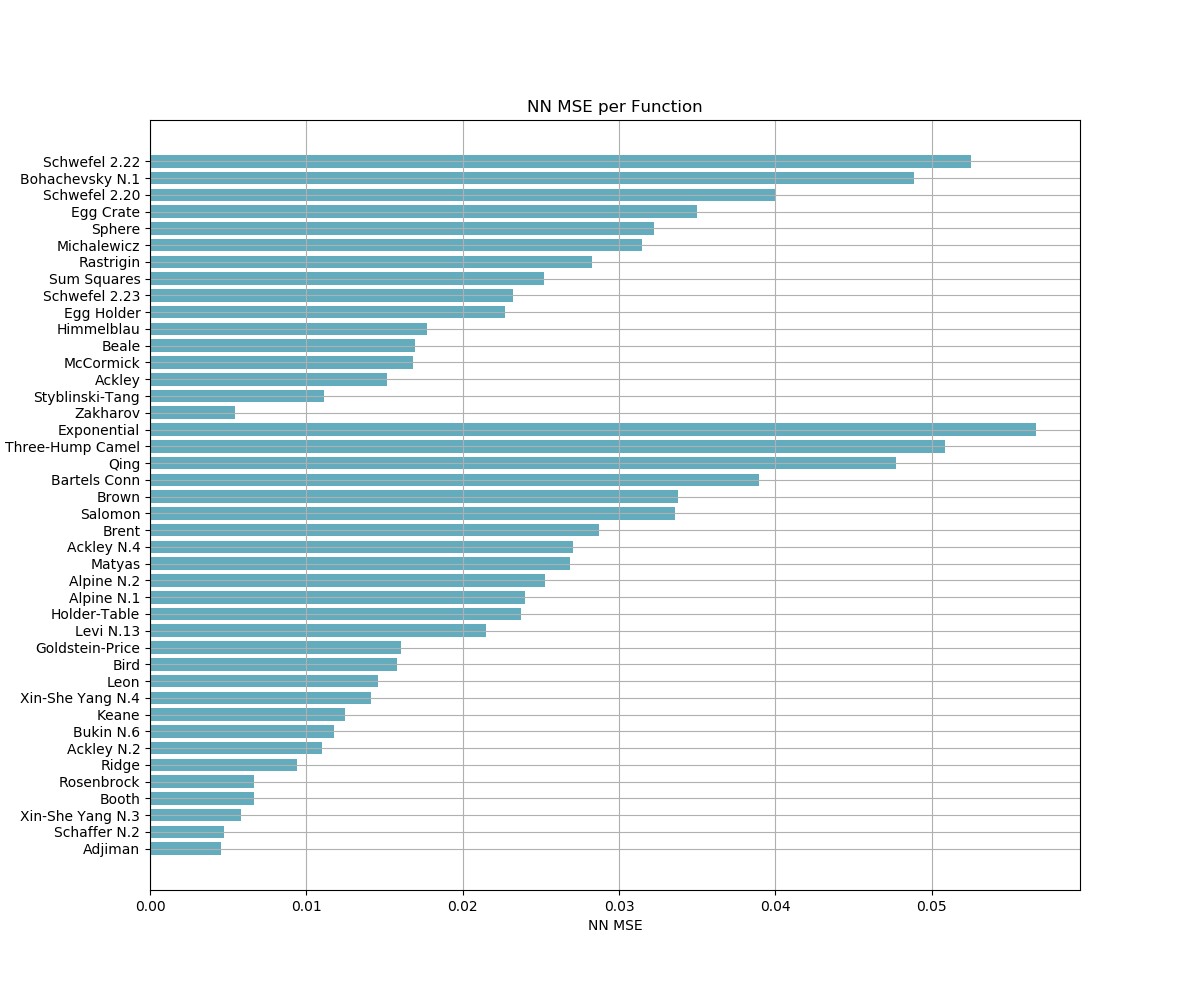 NN MSE per Function
Schwefel 2.22
Bohachevsky N.1
Schwefel 2.20
Egg Crate
Sphere
Michalewicz
Rastrigin
Sum Squares
Schwefel 2.23
Egg Holder
Himmelblau
Beale
McCormick
Ackley
Styblinski-Tang
Zakharov
Exponential
Three-Hump Camel
Qing
Bartels Conn
Brown
Salomon
Brent
Ackley N.4
Matyas
Alpine N.2
Alpine N.1
Holder-Table
Levi N.13
Goldstein-Price
Bird
Leon
Xin-She Yang N.4
Keane
Bukin N.6
Ackley N.2
Ridge
Rosenbrock
Booth
Xin-She Yang N.3
Schaffer N.2
Adjiman
0.00 0.01 0.02 0.03 0.04 0.05
NN MSE